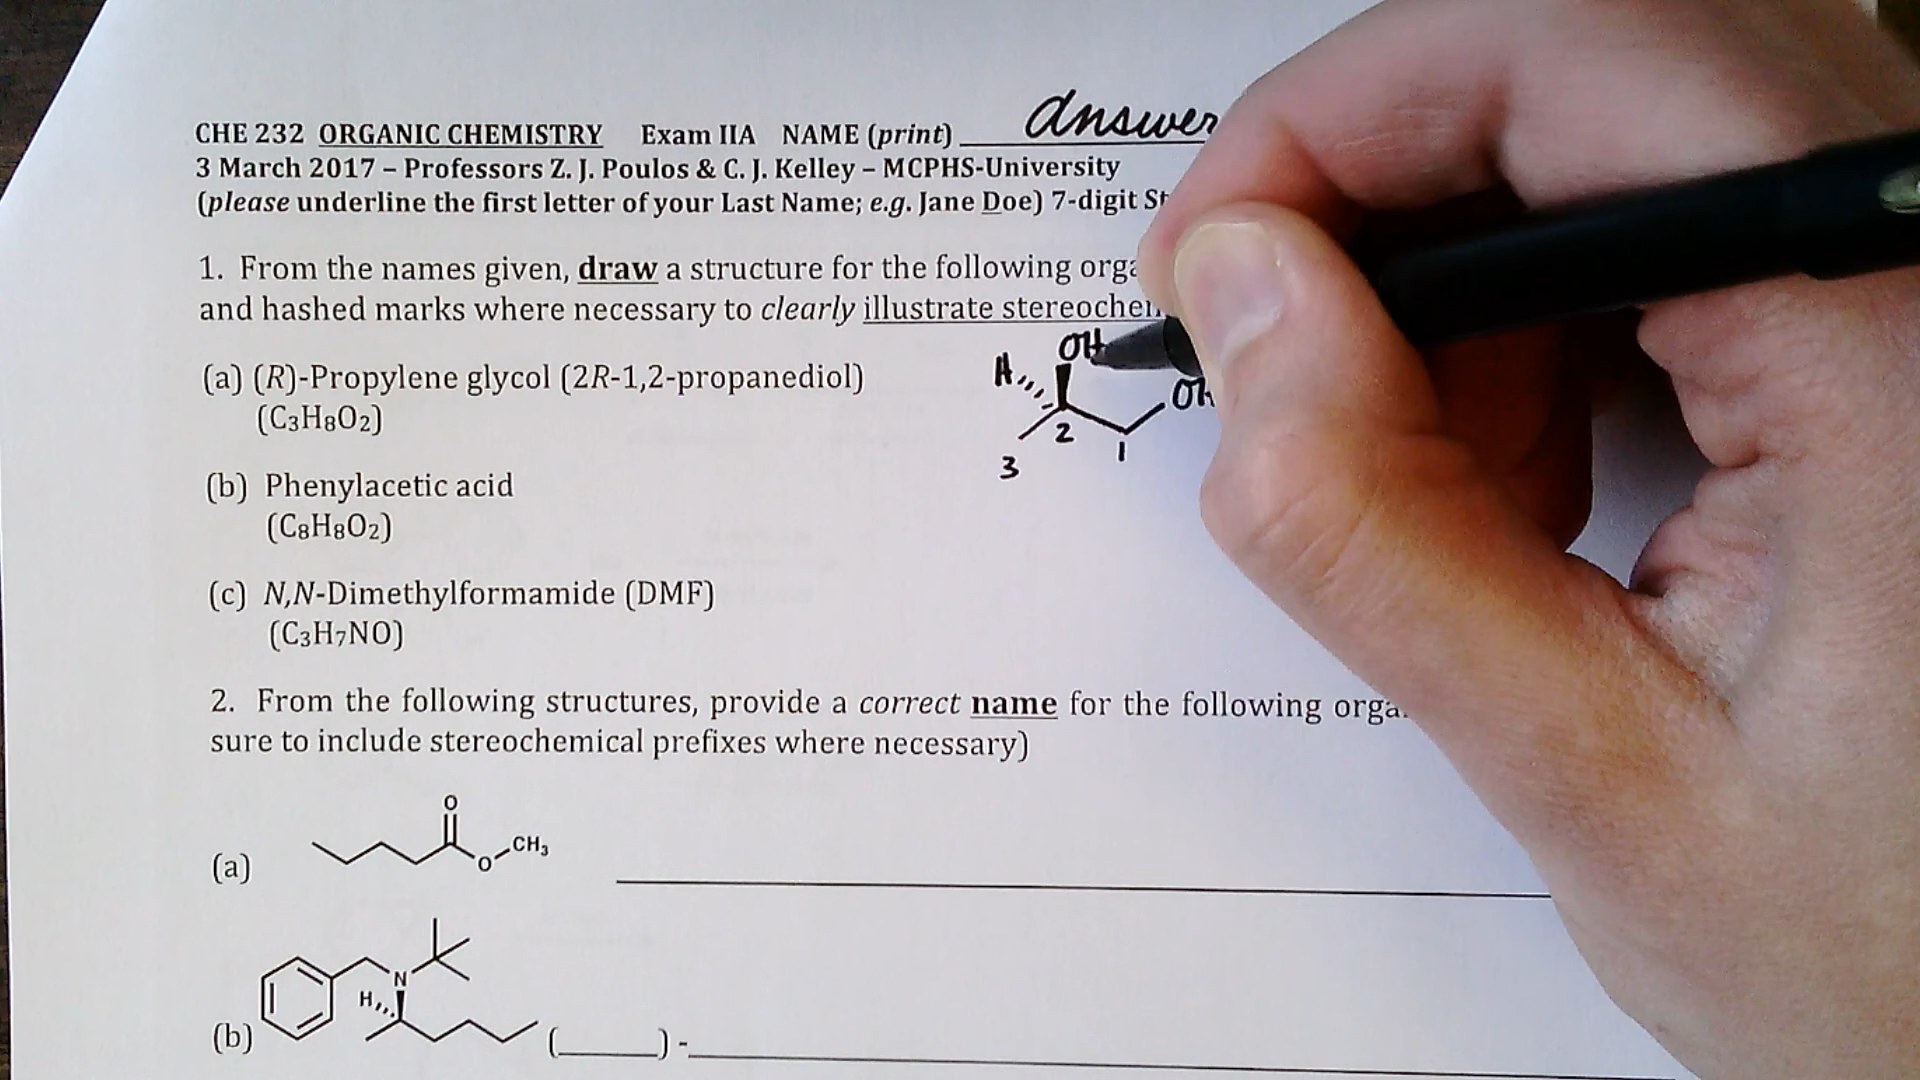 answer
CHE 232 ORGANIC CHEMISTRY Exam IIA NAME (print)
3 March 2017 – Professors Z. J. Poulos & C. J. Kelley – MCPHS-University
(please underline the first letter of your Last Name; e.g. Jane Doe) 7-digit
1. From the names given, draw a structure for the following
and hashed marks where necessary to clearly illustrate
OH
H
OH
(a) (R)-Propylene glycol (2R-1,2-propanediol)
(C3H8O2)
2
1
3
(b) Phenylacetic acid
(C8H8O2)
(c) N,N-Dimethylformamide (DMF)
(C3H7NO)
2. From the following structures, provide a correct name for the following
sure to include stereochemical prefixes where necessary)
O
CH3
O
(a)
N
H
(b) (______) -